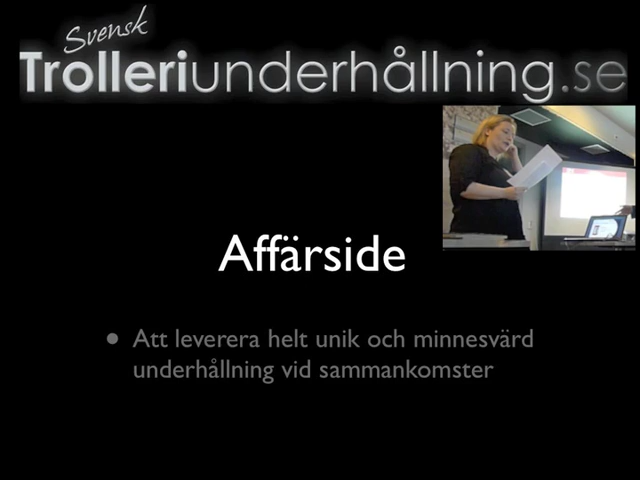 Svensk
Trolleriunderhållning.se
Affärside
• Att leverera helt unik och minnesvärd
underhållning vid sammankomster